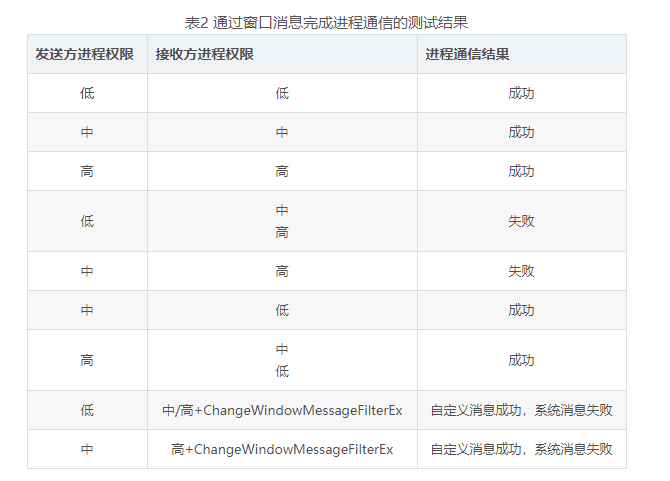 表2 通过窗口消息完成进程通信的测试结果
发送方进程权限 接收方进程权限 进程通信结果
低 低 成功
中 中 成功
高 高 成功
低 中 失败
高
中 高 失败
中 低 成功
高 中 成功
低
低 中/高+ChangeWindowMessageFilterEx 自定义消息成功，系统消息失败
中 高+ChangeWindowMessageFilterEx 自定义消息成功，系统消息失败